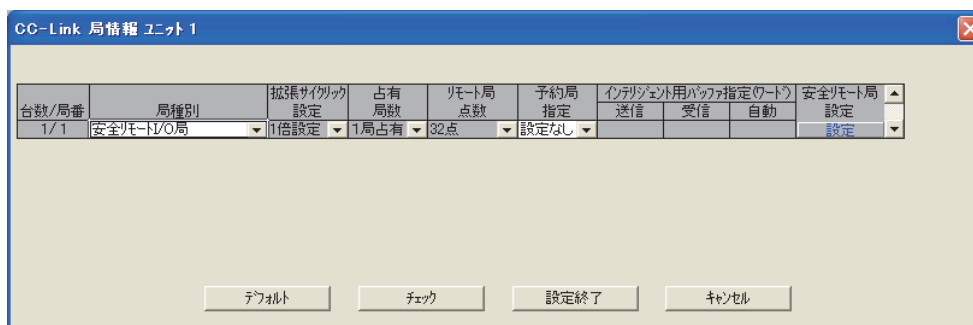 CC-Link 局情報 ユニット 1
拡張サイクリック 占有 リモート局 予約局 インテリジェント用バッファ指定(ワード) 安全リモート局
台数/局番 局種別 設定 局数 点数 指定 送信 受信 自動 設定
1/1 安全リモートI/O局 1倍設定 1局占有 32点 設定なし 設定
デフォルト チェック 設定終了 キャンセル